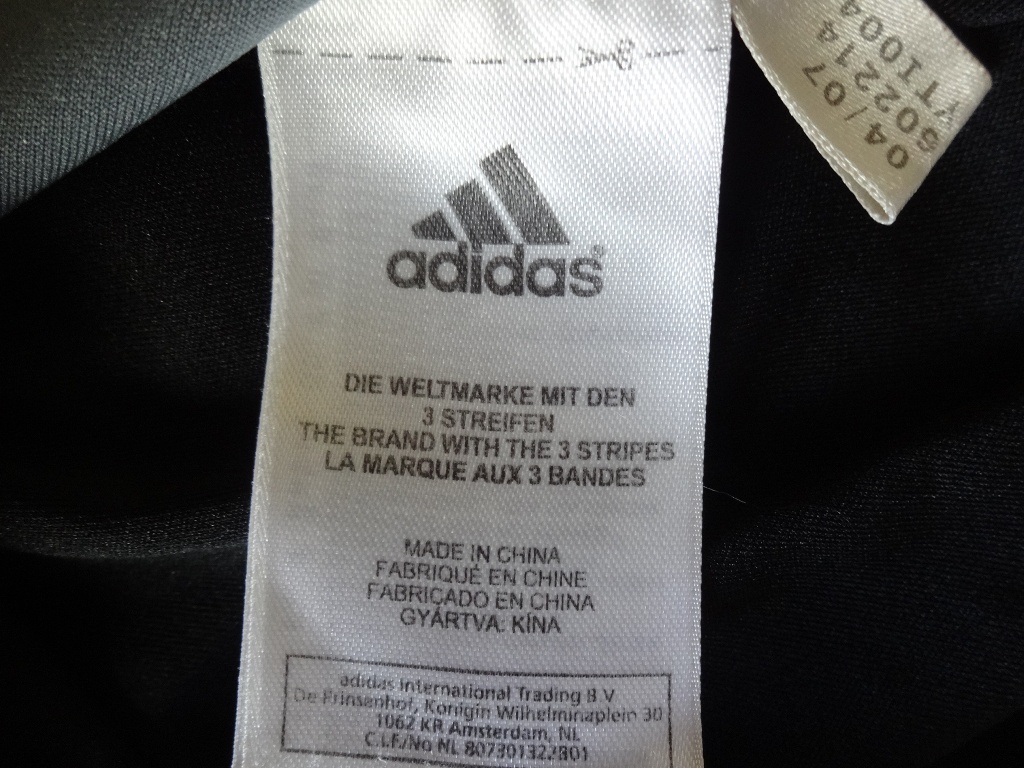 adidas®
DIE WELTMARKE MIT DEN
3 STREIFEN
THE BRAND WITH THE 3 STRIPES
LA MARQUE AUX 3 BANDES
MADE IN CHINA
FABRIQUÉ EN CHINE
FABRICADO EN CHINA
GYÁRTVA: KÍNA
adidas International Trading B.V
De Prinsenhof, Konigin Wilhelminaplein 30
1062 KR Amsterdam, NL
C.I.F./No NL 807301322B01
04/07
602214